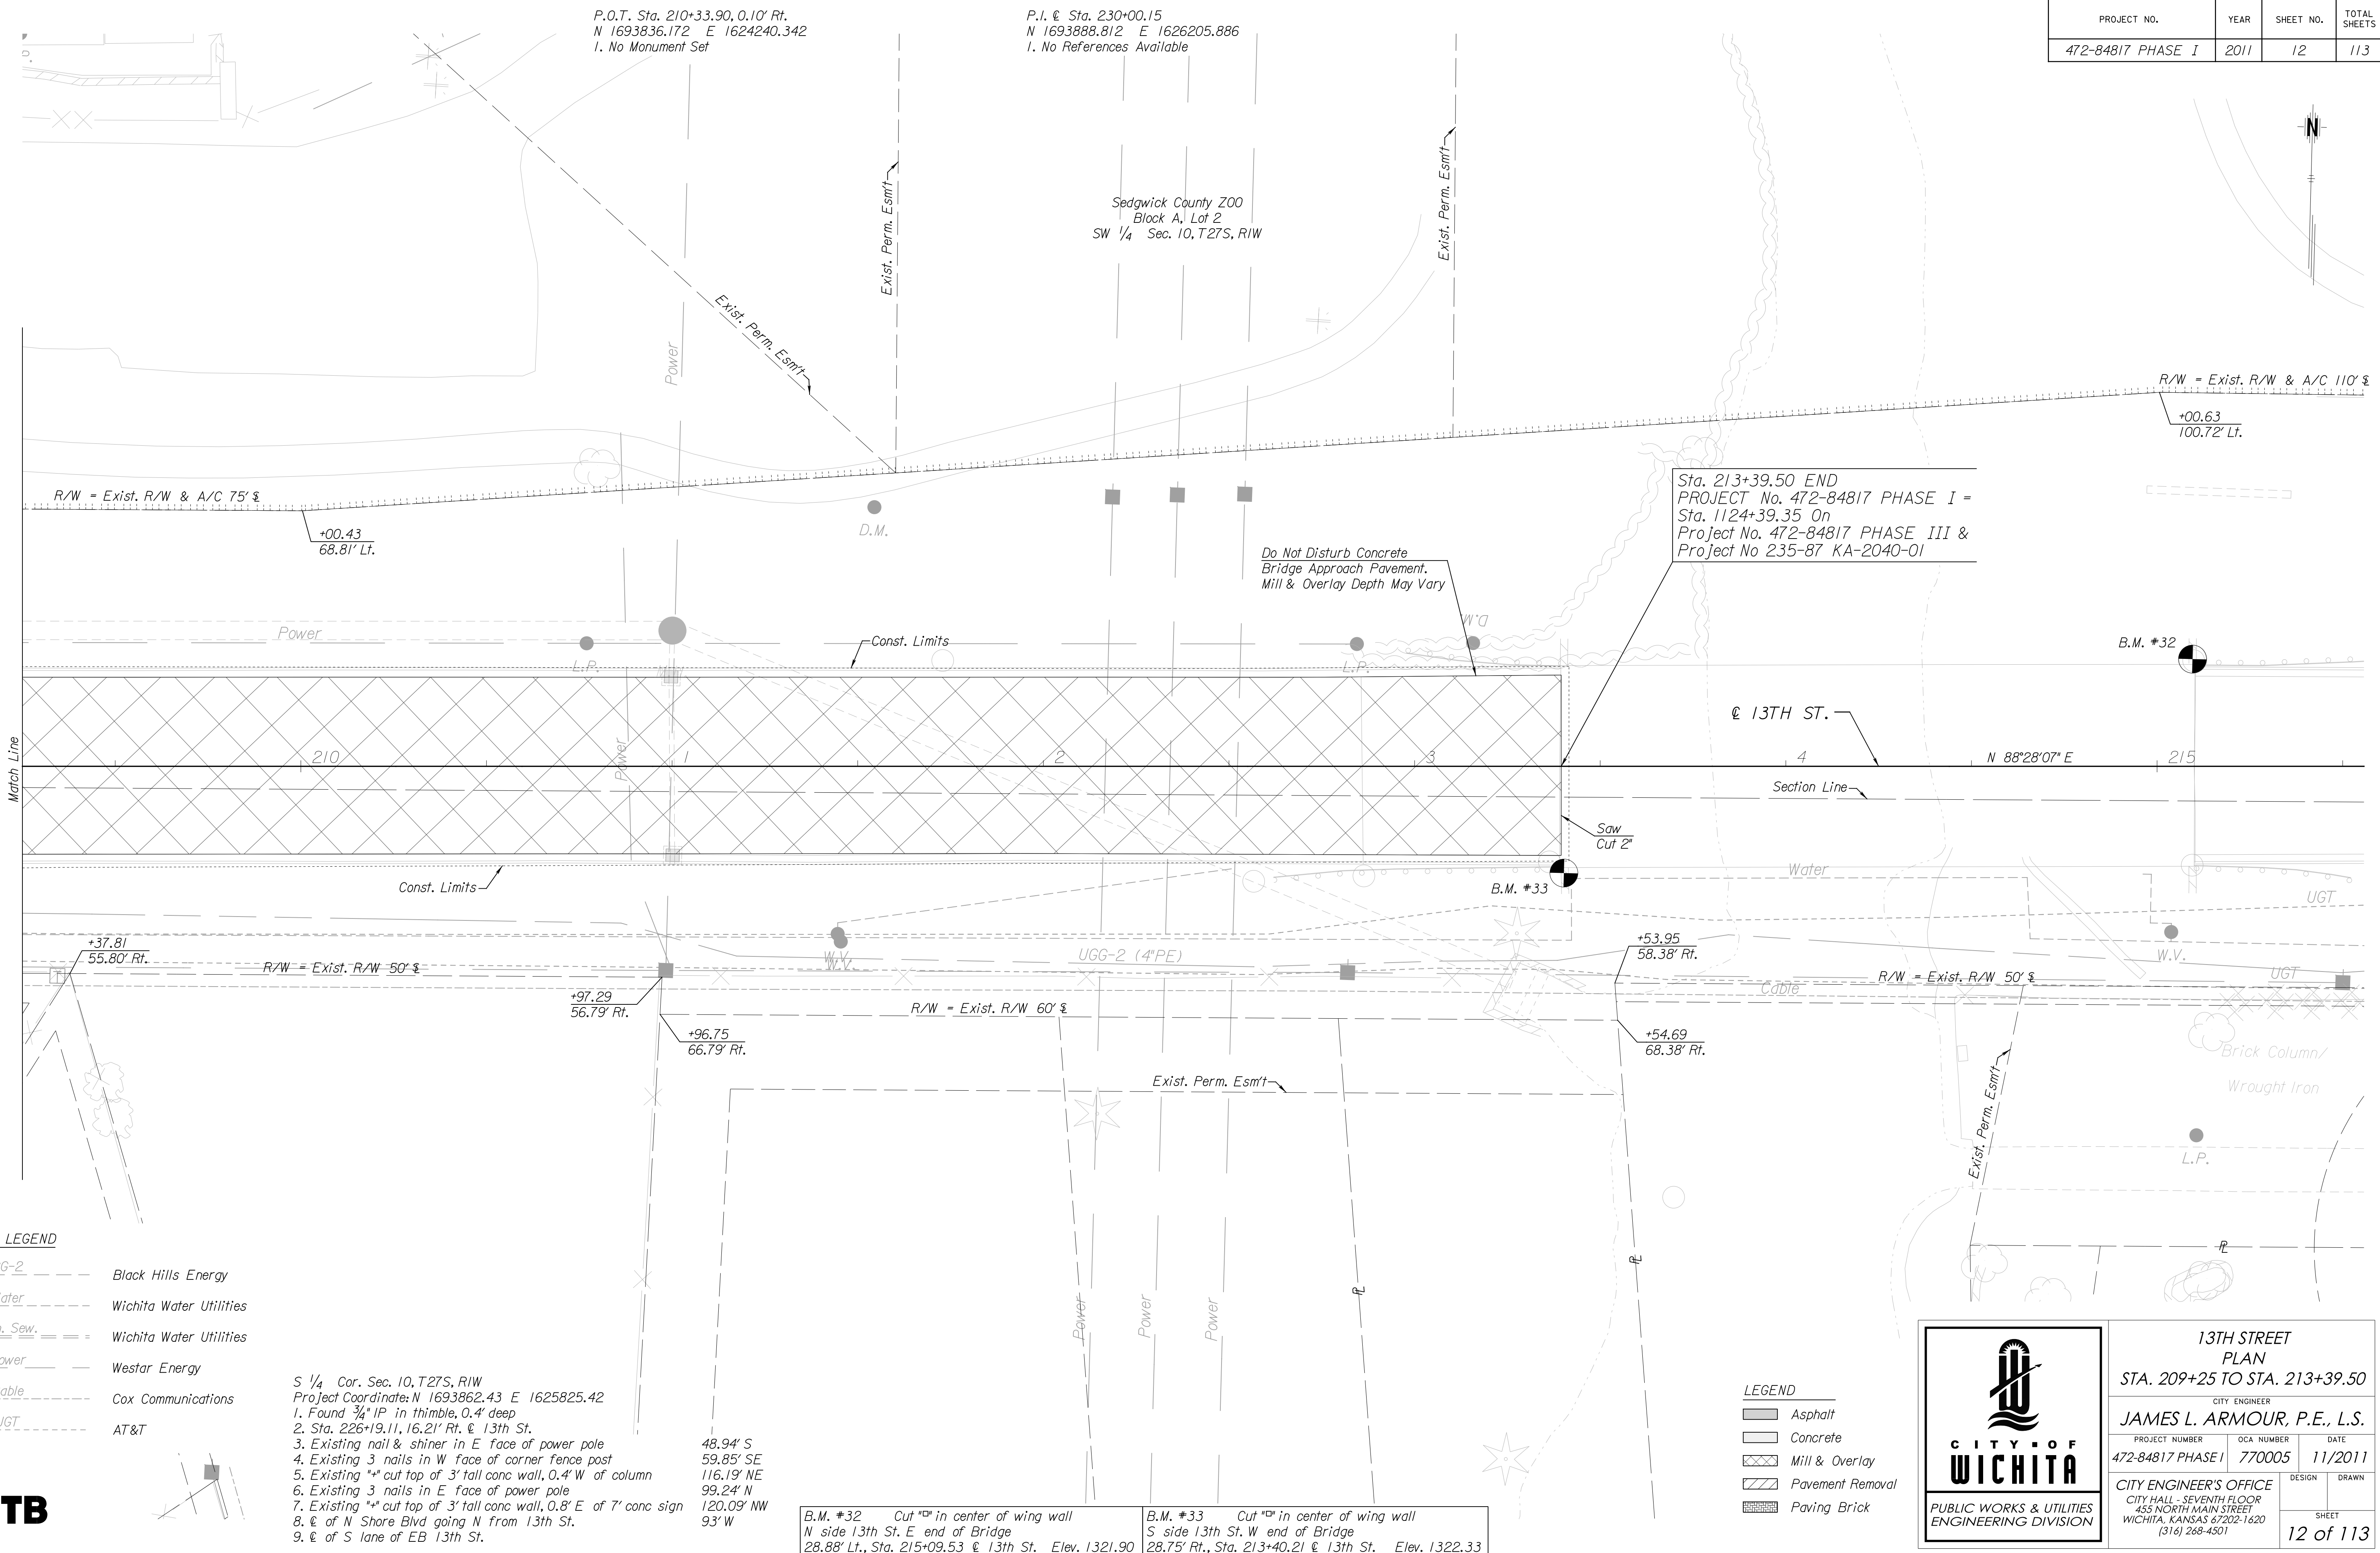 P.O.T. Sta. 210+33.90, 0.10' Rt.
N 1693836.172 E 1624240.342
1. No Monument Set
P.I. ℄ Sta. 230+00.15
N 1693888.812 E 1626205.886
1. No References Available
PROJECT NO.
YEAR
SHEET NO.
TOTAL SHEETS
472-84817 PHASE I
2011
12
113
N
Exist. Perm. Esm't
Exist. Perm. Esm't
Exist. Perm. Esm't
Sedgwick County ZOO
Block A, Lot 2
SW 1/4 Sec. 10, T27S, R1W
Power
R/W = Exist. R/W & A/C 110' ℄
+00.63
100.72' Lt.
R/W = Exist. R/W & A/C 75' ℄
+00.43
68.81' Lt.
D.M.
Sta. 213+39.50 END
PROJECT No. 472-84817 PHASE I =
Sta. 1124+39.35 On
Project No. 472-84817 PHASE III &
Project No 235-87 KA-2040-01
Do Not Disturb Concrete
Bridge Approach Pavement.
Mill & Overlay Depth May Vary
Power
L.P.
Const. Limits
L.P.
D.M.
B.M. #32
℄ 13TH ST.
Match Line
210
Power
1
2
3
4
N 88°28'07" E
215
Section Line
Saw
Cut 2"
Const. Limits
B.M. #33
Water
UGT
+37.81
55.80' Rt.
T
R/W = Exist. R/W 50' ℄
W.V.
W.V.
UGG-2 (4"PE)
+53.95
58.38' Rt.
W.V.
UGT
R/W = Exist. R/W 50' ℄
Cable
+97.29
56.79' Rt.
R/W = Exist. R/W 60' ℄
+96.75
66.79' Rt.
+54.69
68.38' Rt.
Exist. Perm. Esm't
Exist. Perm. Esm't
Brick Column/
Wrought Iron
L.P.
℄
℄
℄
Power
Power
Power
LEGEND
G-2
Black Hills Energy
ater
Wichita Water Utilities
. Sew.
Wichita Water Utilities
ower
Westar Energy
able
Cox Communications
UGT
AT&T
TB
S 1/4 Cor. Sec. 10, T27S, R1W
Project Coordinate: N 1693862.43 E 1625825.42
1. Found 3/4" IP in thimble, 0.4' deep
2. Sta. 226+19.11, 16.21' Rt. ℄ 13th St.
3. Existing nail & shiner in E face of power pole 48.94' S
4. Existing 3 nails in W face of corner fence post 59.85' SE
5. Existing "+" cut top of 3' tall conc wall, 0.4' W of column 116.19' NE
6. Existing 3 nails in E face of power pole 99.24' N
7. Existing "+" cut top of 3' tall conc wall, 0.8' E of 7' conc sign 120.09' NW
8. ℄ of N Shore Blvd going N from 13th St. 93' W
9. ℄ of S lane of EB 13th St.
B.M. #32 Cut "□" in center of wing wall
N side 13th St. E end of Bridge
28.88' Lt., Sta. 215+09.53 ℄ 13th St. Elev. 1321.90
B.M. #33 Cut "□" in center of wing wall
S side 13th St. W end of Bridge
28.75' Rt., Sta. 213+40.21 ℄ 13th St. Elev. 1322.33
LEGEND
Asphalt
Concrete
Mill & Overlay
Pavement Removal
Paving Brick
CITY OF
WICHITA
PUBLIC WORKS & UTILITIES
ENGINEERING DIVISION
13TH STREET
PLAN
STA. 209+25 TO STA. 213+39.50
CITY ENGINEER
JAMES L. ARMOUR, P.E., L.S.
PROJECT NUMBER
472-84817 PHASE I
OCA NUMBER
770005
DATE
11/2011
CITY ENGINEER'S OFFICE
CITY HALL - SEVENTH FLOOR
455 NORTH MAIN STREET
WICHITA, KANSAS 67202-1620
(316) 268-4501
DESIGN
DRAWN
SHEET
12 of 113